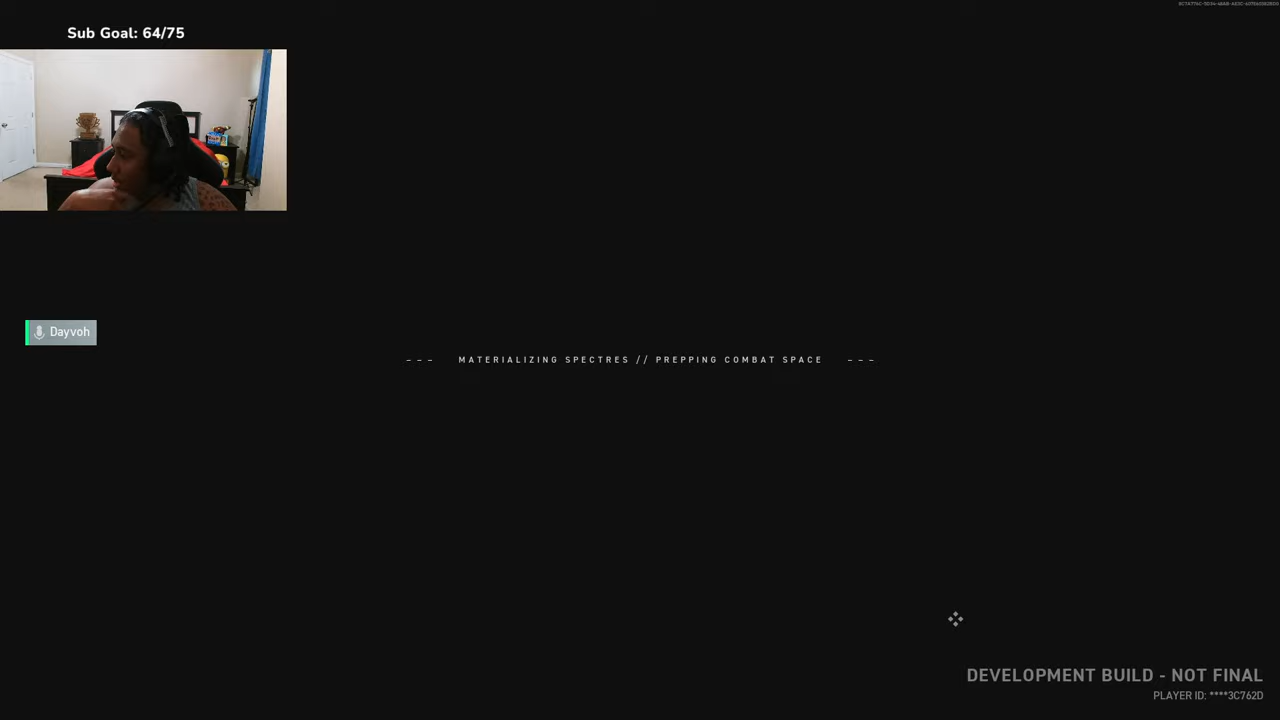 Sub Goal: 64/75
Dayvoh
--- MATERIALIZING SPECTRES // PREPPING COMBAT SPACE ---
DEVELOPMENT BUILD - NOT FINAL
PLAYER ID: ****3C762D